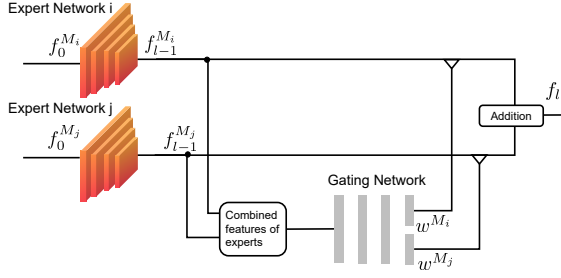 Expert Network i
f_0^{M_i}
f_{l-1}^{M_i}
Expert Network j
f_0^{M_j}
f_{l-1}^{M_j}
f_l
Addition
Gating Network
Combined
features of
experts
w^{M_i}
w^{M_j}